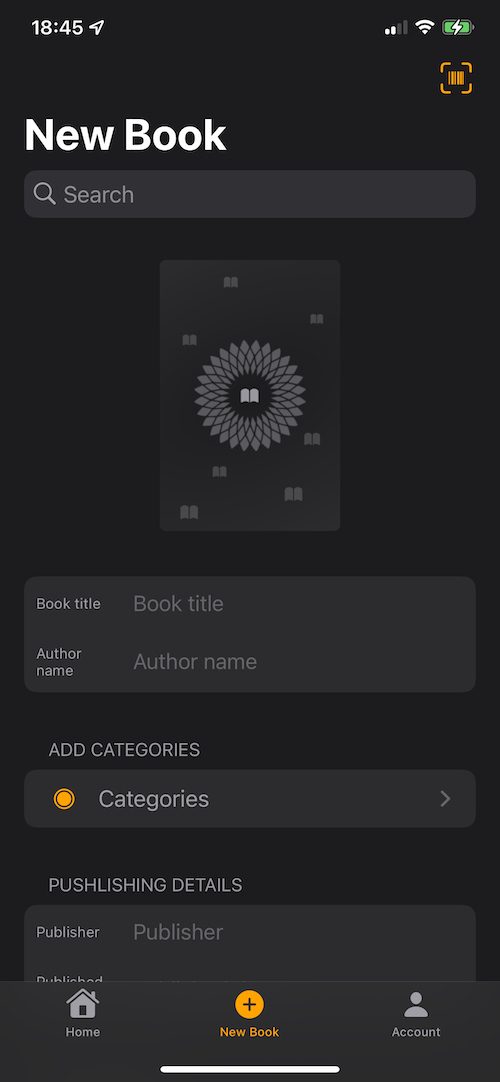 18:45
New Book
Search
Book title Book title
Author name Author name
ADD CATEGORIES
Categories
PUSHLISHING DETAILS
Publisher Publisher
Published
Home New Book Account